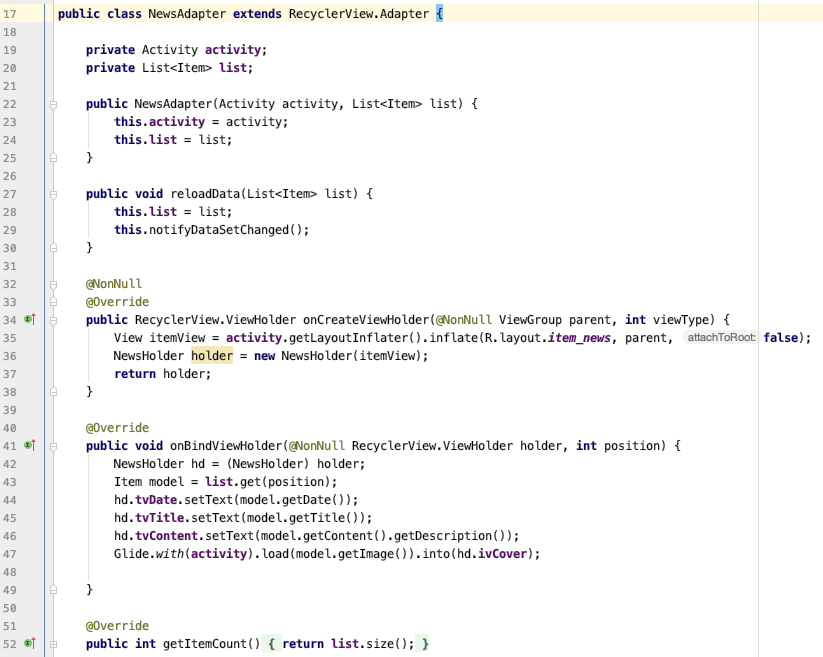 17 public class NewsAdapter extends RecyclerView.Adapter {
18
19     private Activity activity;
20     private List<Item> list;
21
22     public NewsAdapter(Activity activity, List<Item> list) {
23         this.activity = activity;
24         this.list = list;
25     }
26
27     public void reloadData(List<Item> list) {
28         this.list = list;
29         this.notifyDataSetChanged();
30     }
31
32     @NonNull
33     @Override
34     public RecyclerView.ViewHolder onCreateViewHolder(@NonNull ViewGroup parent, int viewType) {
35         View itemView = activity.getLayoutInflater().inflate(R.layout.item_news, parent, attachToRoot: false);
36         NewsHolder holder = new NewsHolder(itemView);
37         return holder;
38     }
39
40     @Override
41     public void onBindViewHolder(@NonNull RecyclerView.ViewHolder holder, int position) {
42         NewsHolder hd = (NewsHolder) holder;
43         Item model = list.get(position);
44         hd.tvDate.setText(model.getDate());
45         hd.tvTitle.setText(model.getTitle());
46         hd.tvContent.setText(model.getContent().getDescription());
47         Glide.with(activity).load(model.getImage()).into(hd.ivCover);
48
49     }
50
51     @Override
52     public int getItemCount() { return list.size(); }